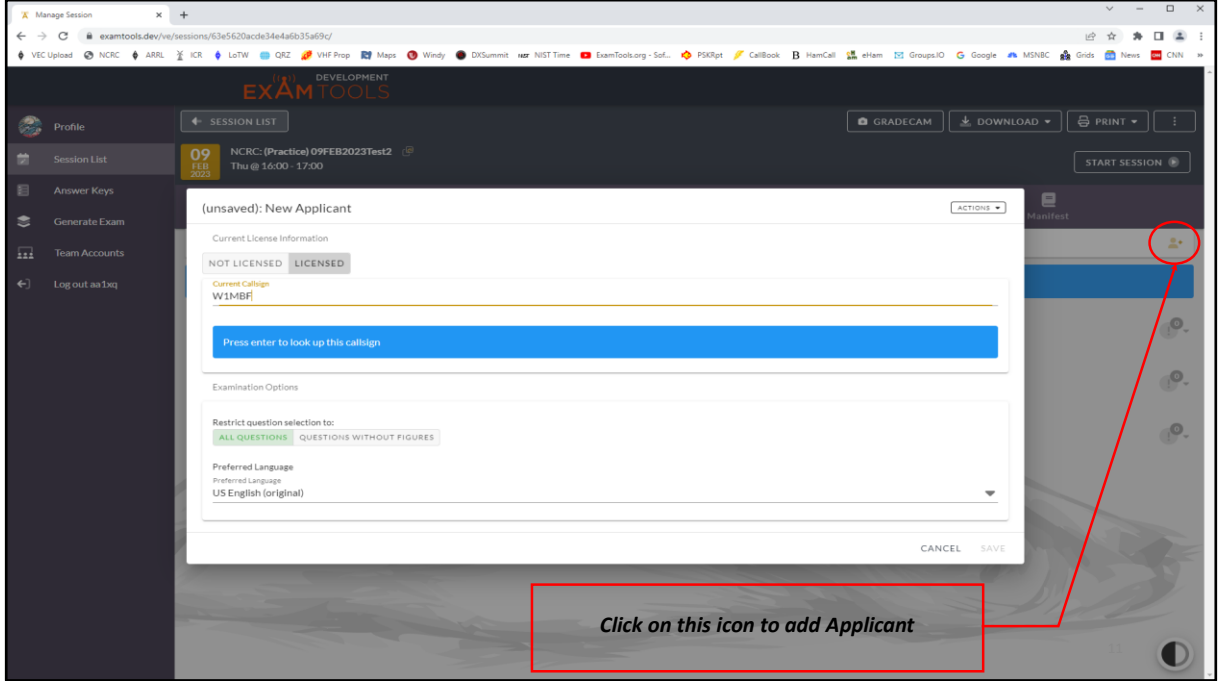 Manage Session
examtools.dev/ve/sessions/63e5620acde34e4a6b35a69c/
VEC Upload NCRC ARRL ICR LoTW QRZ VHF Prop Maps Windy DXSummit NIST NIST Time ExamTools.org - Sof... PSKRpt CallBook B HamCall eHam Groups.IO G Google MSNBC Grids News CNN »
DEVELOPMENT
EXAMTOOLS
Profile
Session List
Answer Keys
Generate Exam
Team Accounts
Log out aa1xq
SESSION LIST
GRADECAM DOWNLOAD PRINT
09 FEB 2023
NCRC: (Practice) 09FEB2023Test2
Thu @ 16:00 - 17:00
START SESSION
Manifest
(unsaved): New Applicant
ACTIONS
Current License Information
NOT LICENSED LICENSED
Current Callsign
W1MBF
Press enter to look up this callsign
Examination Options
Restrict question selection to:
ALL QUESTIONS QUESTIONS WITHOUT FIGURES
Preferred Language
Preferred Language
US English (original)
CANCEL SAVE
0
0
0
Click on this icon to add Applicant
11